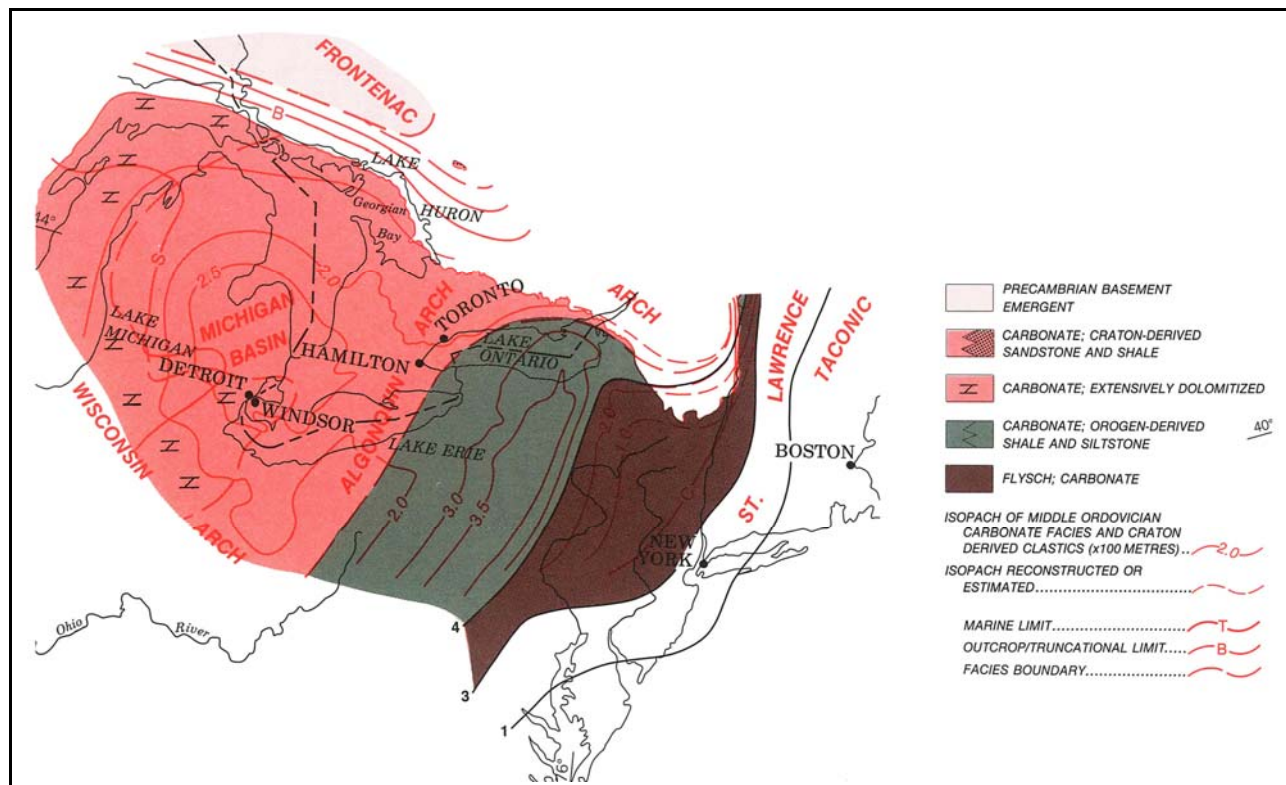 FRONTENAC
B
LAKE
HURON
Georgian
Bay
44°
S
2.5
2.0
MICHIGAN
BASIN
LAKE
MICHIGAN
ARCH
TORONTO
HAMILTON
LAKE
ONTARIO
ARCH
DETROIT
WINDSOR
ALGONQUIN
LAKE ERIE
WISCONSIN
ARCH
2.0
3.0
3.5
2.0
1.0
LAWRENCE
ST.
TACONIC
BOSTON
NEW
YORK
Ohio
River
4
3
1
76°
PRECAMBRIAN BASEMENT
EMERGENT
CARBONATE; CRATON-DERIVED
SANDSTONE AND SHALE
CARBONATE; EXTENSIVELY DOLOMITIZED
CARBONATE; OROGEN-DERIVED
SHALE AND SILTSTONE
40°
FLYSCH; CARBONATE
ISOPACH OF MIDDLE ORDOVICIAN
CARBONATE FACIES AND CRATON
DERIVED CLASTICS (x100 METRES)..
2.0
ISOPACH RECONSTRUCTED OR
ESTIMATED....................
MARINE LIMIT.......................
T
OUTCROP/TRUNCATIONAL LIMIT.....
B
FACIES BOUNDARY...................